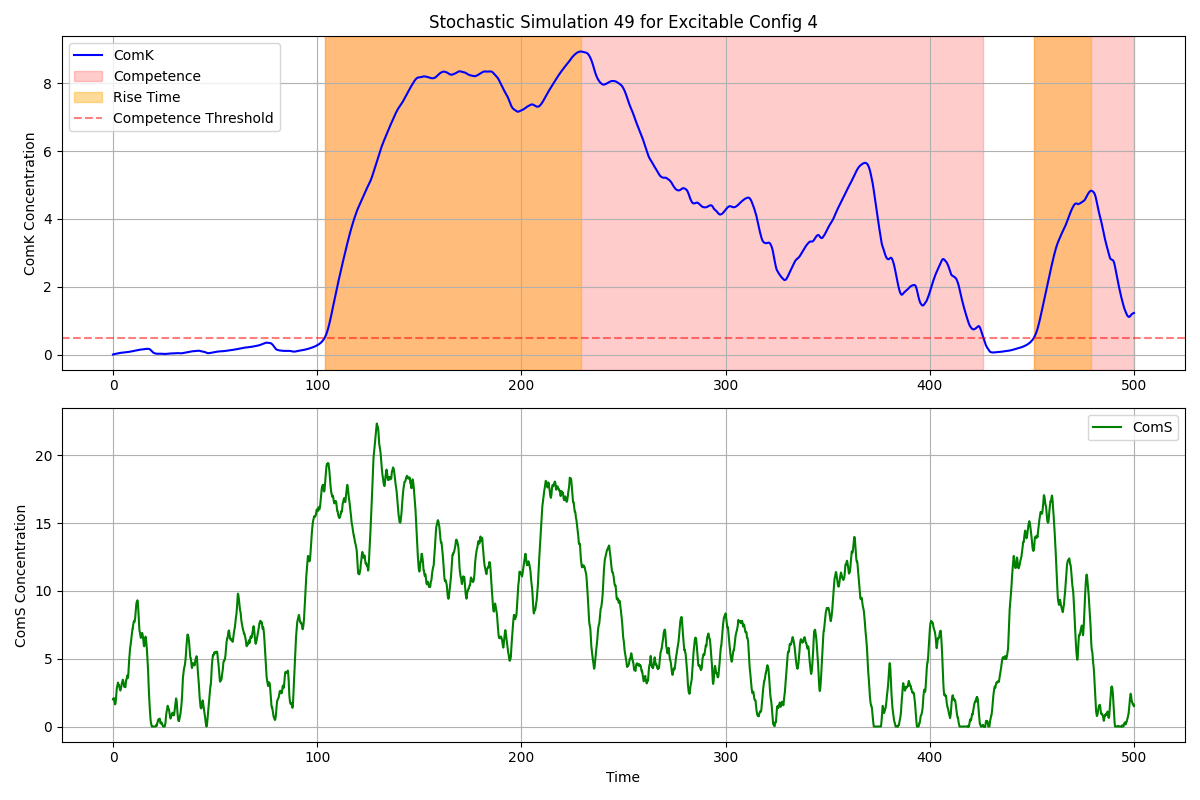 Stochastic Simulation 49 for Excitable Config 4
ComK Concentration
8
6
4
2
0
ComK
Competence
Rise Time
Competence Threshold
0 100 200 300 400 500
ComS Concentration
20
15
10
5
0
ComS
0 100 200 300 400 500
Time